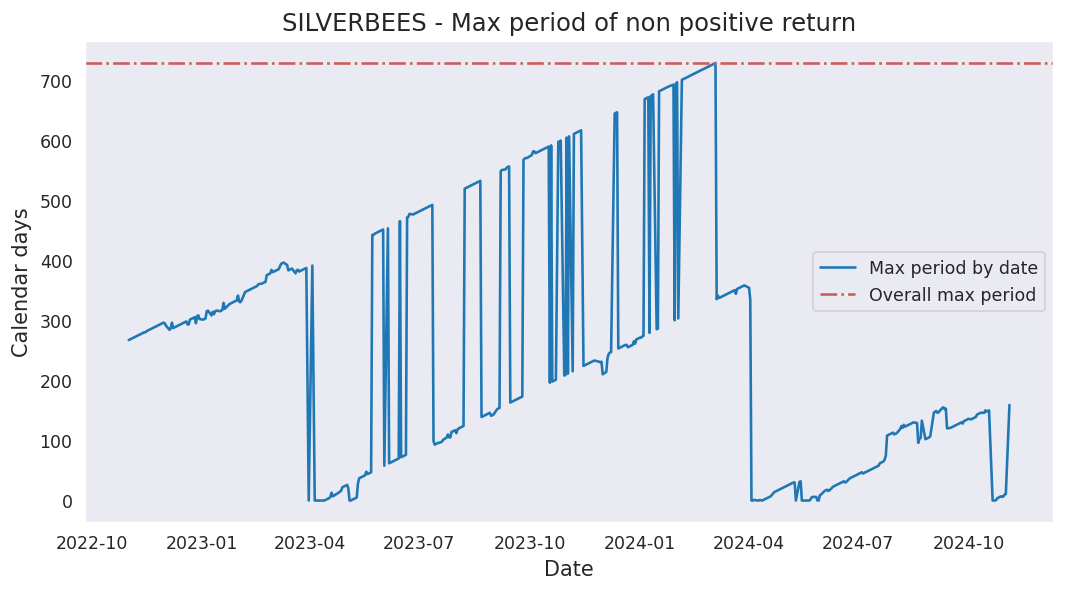 SILVERBEES - Max period of non positive return
Calendar days
700
600
500
400
300
200
100
0
Max period by date
Overall max period
2022-10 2023-01 2023-04 2023-07 2023-10 2024-01 2024-04 2024-07 2024-10
Date